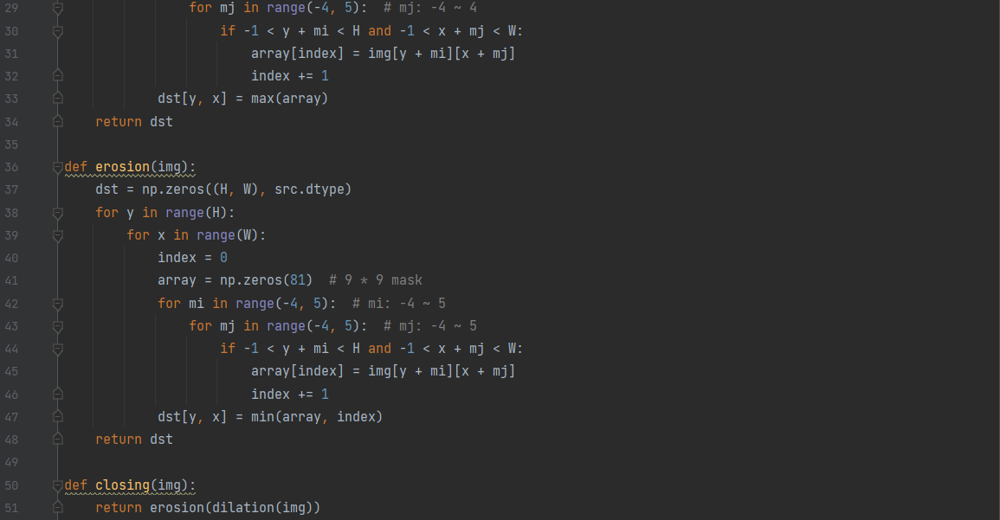 29 for mj in range(-4, 5):  # mj: -4 ~ 4
30 if -1 < y + mi < H and -1 < x + mj < W:
31 array[index] = img[y + mi][x + mj]
32 index += 1
33 dst[y, x] = max(array)
34 return dst
35
36 def erosion(img):
37 dst = np.zeros((H, W), src.dtype)
38 for y in range(H):
39 for x in range(W):
40 index = 0
41 array = np.zeros(81)  # 9 * 9 mask
42 for mi in range(-4, 5):  # mi: -4 ~ 5
43 for mj in range(-4, 5):  # mj: -4 ~ 5
44 if -1 < y + mi < H and -1 < x + mj < W:
45 array[index] = img[y + mi][x + mj]
46 index += 1
47 dst[y, x] = min(array, index)
48 return dst
49
50 def closing(img):
51 return erosion(dilation(img))